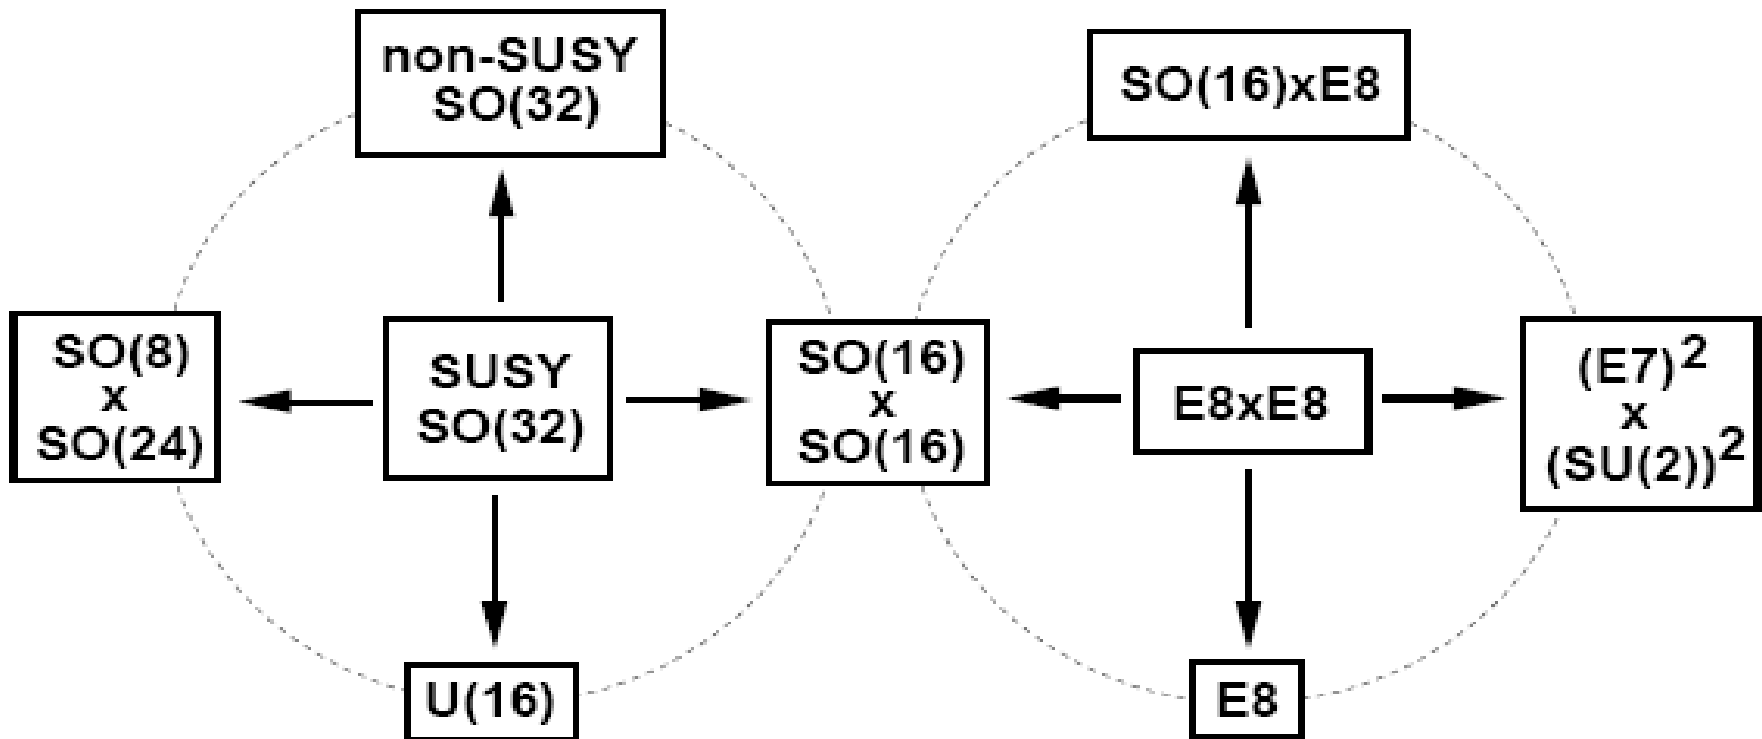 non-SUSY
SO(32)
SO(16)xE8
SO(8)
x
SO(24)
SUSY
SO(32)
SO(16)
x
SO(16)
E8xE8
(E7)2
x
(SU(2))2
U(16)
E8